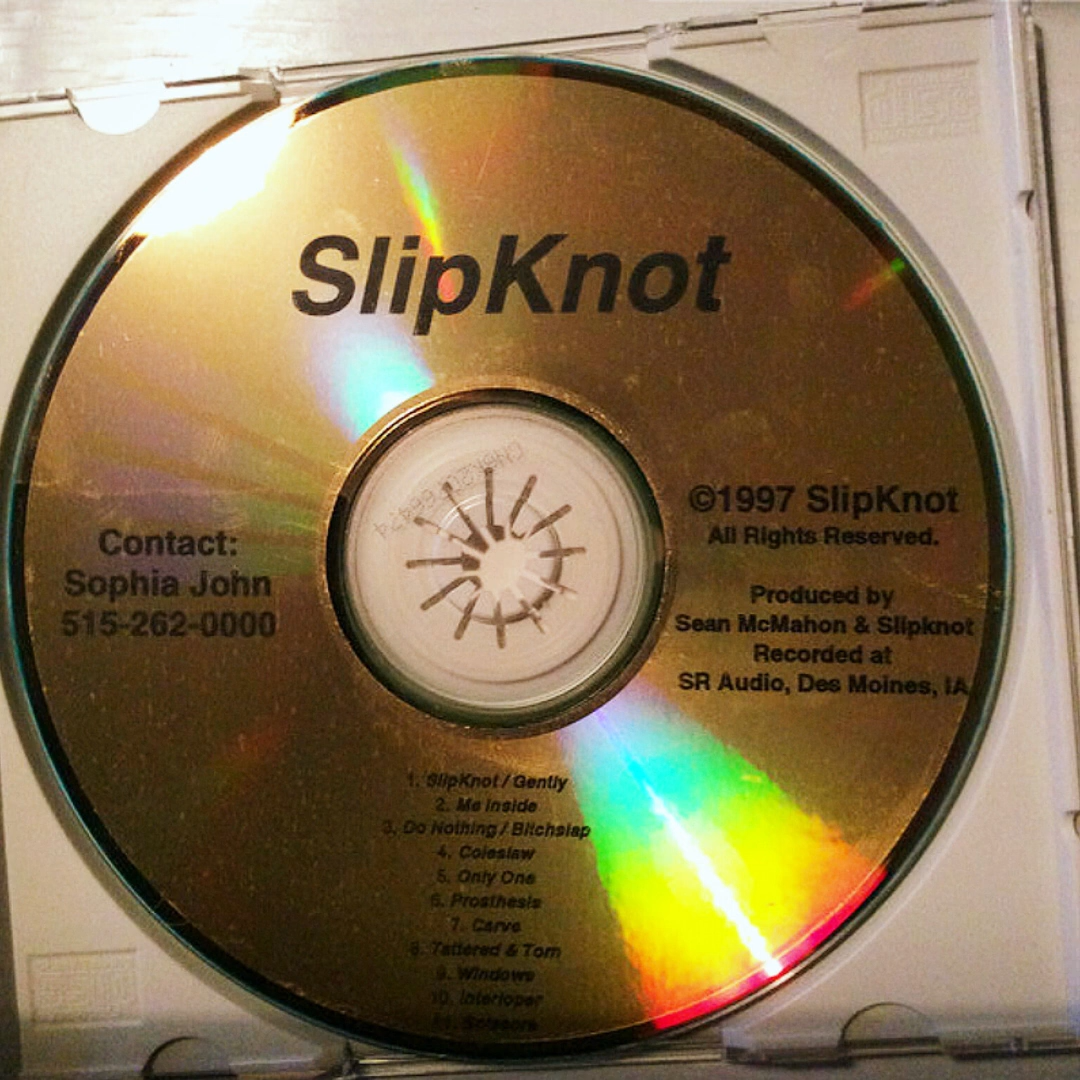 SlipKnot
©1997 SlipKnot
All Rights Reserved.
Contact:
Sophia John
515-262-0000
Produced by
Sean McMahon & Slipknot
Recorded at
SR Audio, Des Moines, IA
1. SlipKnot / Gently
2. Me Inside
3. Do Nothing / Bitchslap
4. Coleslaw
5. Only One
6. Prosthesis
7. Carve
8. Tattered & Torn
9. Windows
10. Interloper
11. Scissors